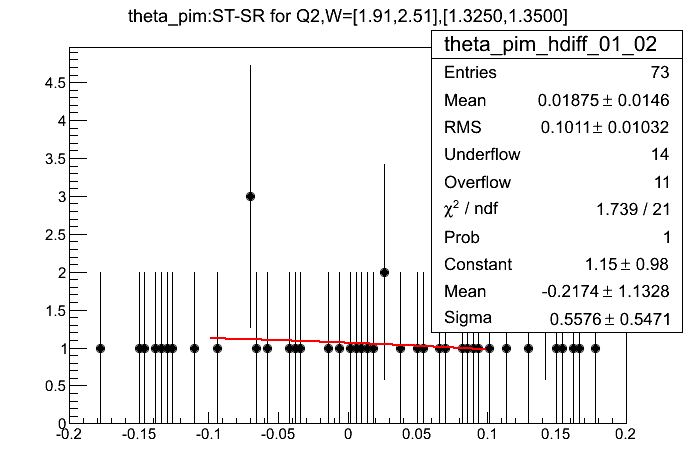 theta_pim:ST-SR for Q2,W=[1.91,2.51],[1.3250,1.3500]
theta_pim_hdiff_01_02
Entries 73
Mean 0.01875 ± 0.0146
RMS 0.1011 ± 0.01032
Underflow 14
Overflow 11
χ² / ndf 1.739 / 21
Prob 1
Constant 1.15 ± 0.98
Mean -0.2174 ± 1.1328
Sigma 0.5576 ± 0.5471
4.5
4
3.5
3
2.5
2
1.5
1
0.5
0
-0.2 -0.15 -0.1 -0.05 0 0.05 0.1 0.15 0.2